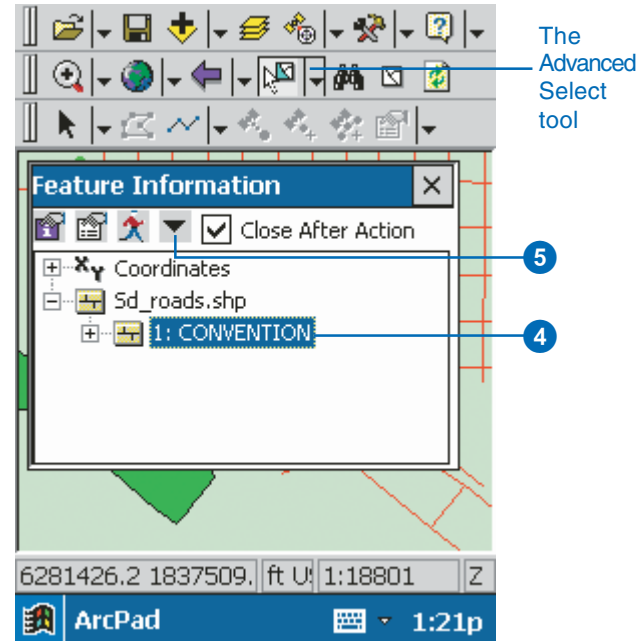 The
Advanced
Select
tool
Feature Information
Close After Action
5
Coordinates
Sd_roads.shp
1: CONVENTION
4
6281426.2 1837509. ft U: 1:18801 Z
ArcPad 1:21p